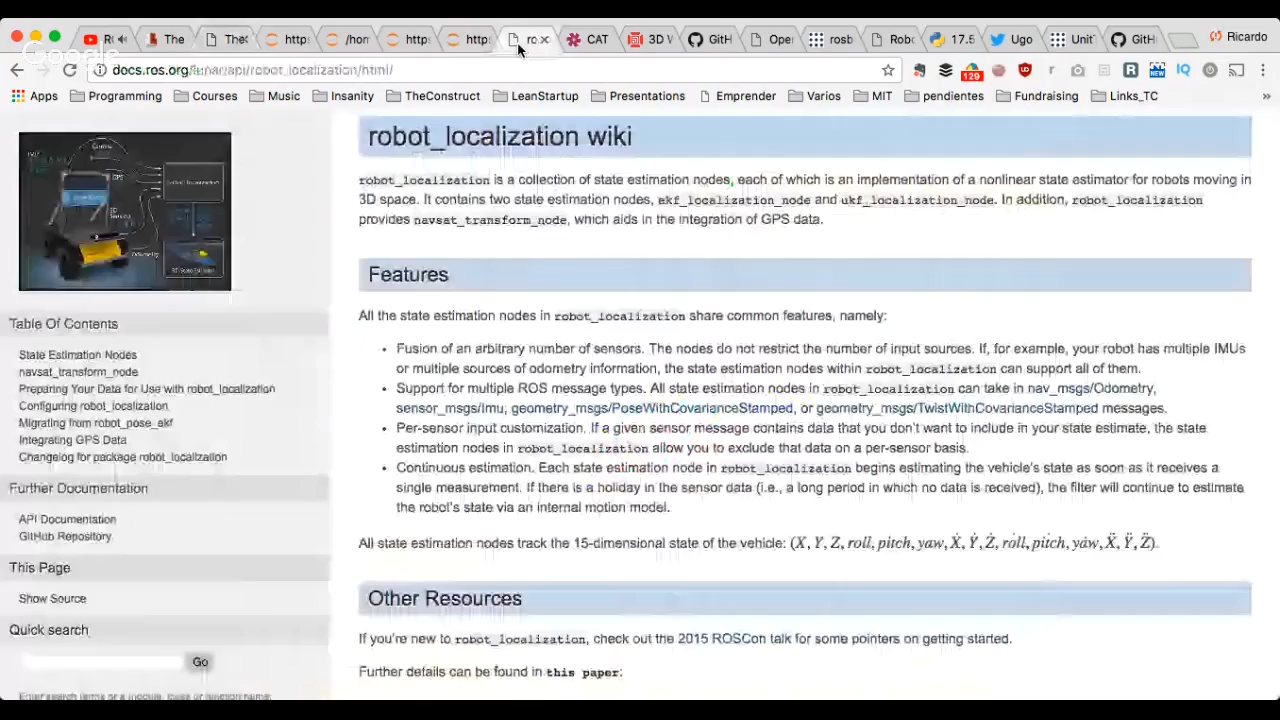 The
The
http:
/hon
http:
http:
ro
CAT
3D V
GitH
Ope
rosb
Rob
17.5
Ugo
Unit
GitH
Ricardo
Google
docs.ros.org/lunar/api/robot_localization/html/
129
Apps
Programming
Courses
Music
Insanity
TheConstruct
LeanStartup
Presentations
Emprender
Varios
MIT
pendientes
Fundraising
Links_TC
»
robot_localization wiki
robot_localization is a collection of state estimation nodes, each of which is an implementation of a nonlinear state estimator for robots moving in
3D space. It contains two state estimation nodes, ekf_localization_node and ukf_localization_node. In addition, robot_localization
provides navsat_transform_node, which aids in the integration of GPS data.
Features
All the state estimation nodes in robot_localization share common features, namely:
• Fusion of an arbitrary number of sensors. The nodes do not restrict the number of input sources. If, for example, your robot has multiple IMUs
or multiple sources of odometry information, the state estimation nodes within robot_localization can support all of them.
• Support for multiple ROS message types. All state estimation nodes in robot_localization can take in nav_msgs/Odometry,
sensor_msgs/Imu, geometry_msgs/PoseWithCovarianceStamped, or geometry_msgs/TwistWithCovarianceStamped messages.
• Per-sensor input customization. If a given sensor message contains data that you don't want to include in your state estimate, the state
estimation nodes in robot_localization allow you to exclude that data on a per-sensor basis.
• Continuous estimation. Each state estimation node in robot_localization begins estimating the vehicle's state as soon as it receives a
single measurement. If there is a holiday in the sensor data (i.e., a long period in which no data is received), the filter will continue to estimate
the robot's state via an internal motion model.
All state estimation nodes track the 15-dimensional state of the vehicle: (X, Y, Z, roll, pitch, yaw, Ẋ, Ẏ, Ż, roll̇, pitcḣ, yaẇ, Ẍ, Ÿ, Z̈).
Other Resources
If you're new to robot_localization, check out the 2015 ROSCon talk for some pointers on getting started.
Further details can be found in this paper:
Table Of Contents
State Estimation Nodes
navsat_transform_node
Preparing Your Data for Use with robot_localization
Configuring robot_localization
Migrating from robot_pose_ekf
Integrating GPS Data
Changelog for package robot_localization
Further Documentation
API Documentation
GitHub Repository
This Page
Show Source
Quick search
Go
Enter search terms or a module, class or function name.